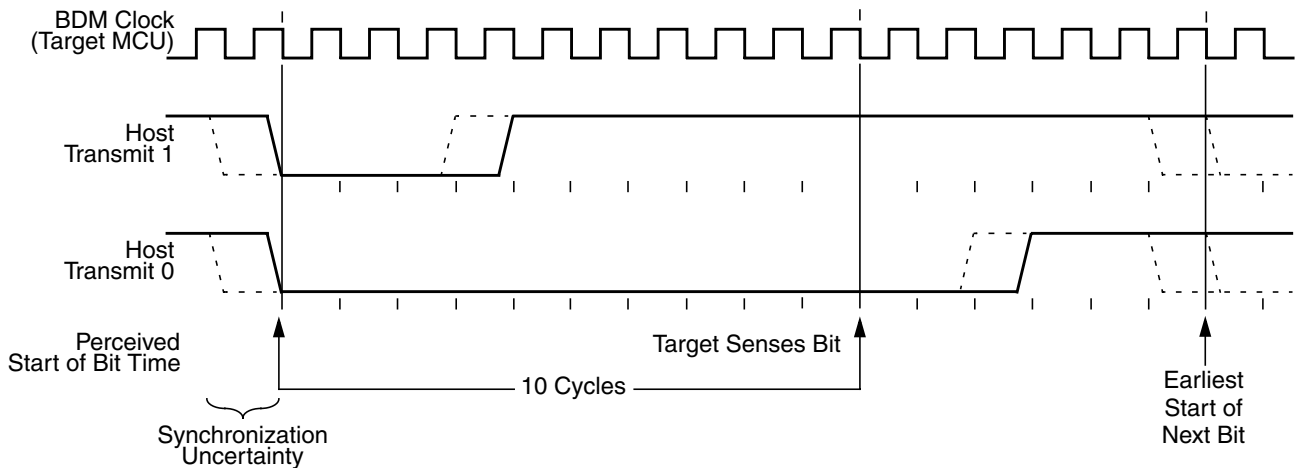 BDM Clock
(Target MCU)
Host
Transmit 1
Host
Transmit 0
Perceived
Start of Bit Time
Target Senses Bit
10 Cycles
Earliest
Start of
Next Bit
Synchronization
Uncertainty